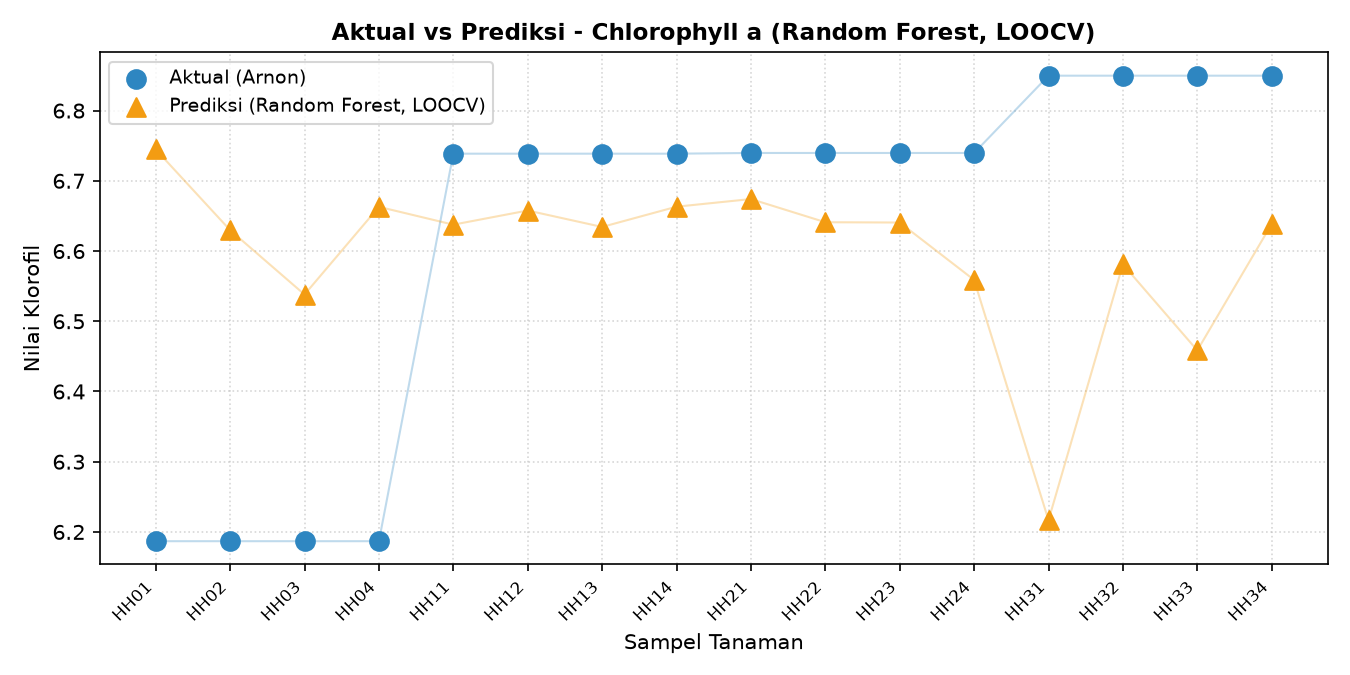 Aktual vs Prediksi - Chlorophyll a (Random Forest, LOOCV)
Aktual (Arnon)
Prediksi (Random Forest, LOOCV)
Nilai Klorofil
6.8
6.7
6.6
6.5
6.4
6.3
6.2
HH01 HH02 HH03 HH04 HH11 HH12 HH13 HH14 HH21 HH22 HH23 HH24 HH31 HH32 HH33 HH34
Sampel Tanaman